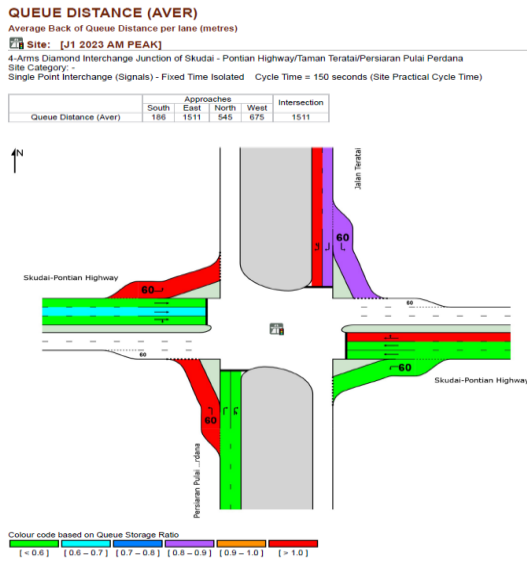 QUEUE DISTANCE (AVER)
Average Back of Queue Distance per lane (metres)
Site: [J1 2023 AM PEAK]
4-Arms Diamond Interchange Junction of Skudai - Pontian Highway/Taman Teratai/Persiaran Pulai Perdana
Site Category: -
Single Point Interchange (Signals) - Fixed Time Isolated Cycle Time = 150 seconds (Site Practical Cycle Time)
Approaches
Intersection
South East North West
Queue Distance (Aver) 186 1511 545 675 1511
N
Jalan Teratai
60
Skudai-Pontian Highway
60
60
60
60
Skudai-Pontian Highway
60
Persiaran Pulai ...rdana
Colour code based on Queue Storage Ratio
[ < 0.6 ] [ 0.6 – 0.7 ] [ 0.7 – 0.8 ] [ 0.8 – 0.9 ] [ 0.9 – 1.0 ] [ > 1.0 ]